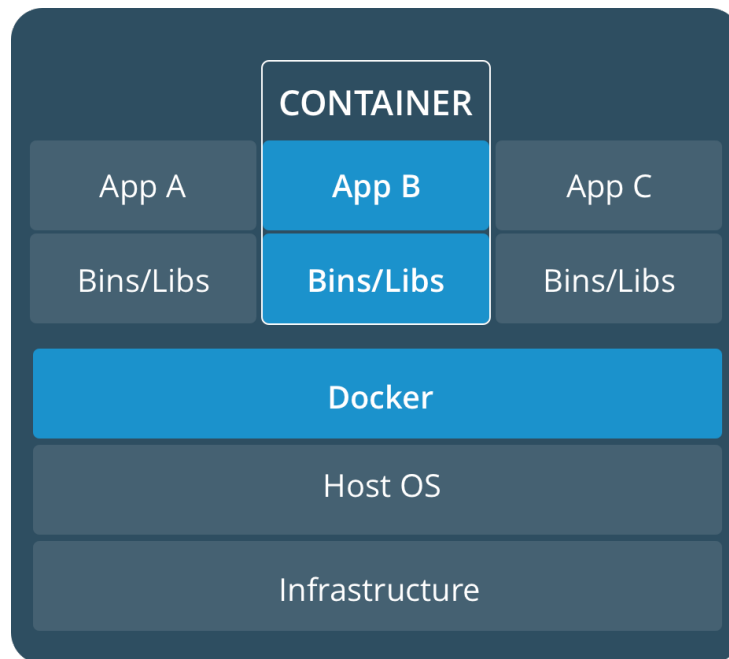 CONTAINER
App A
App B
App C
Bins/Libs
Bins/Libs
Bins/Libs
Docker
Host OS
Infrastructure